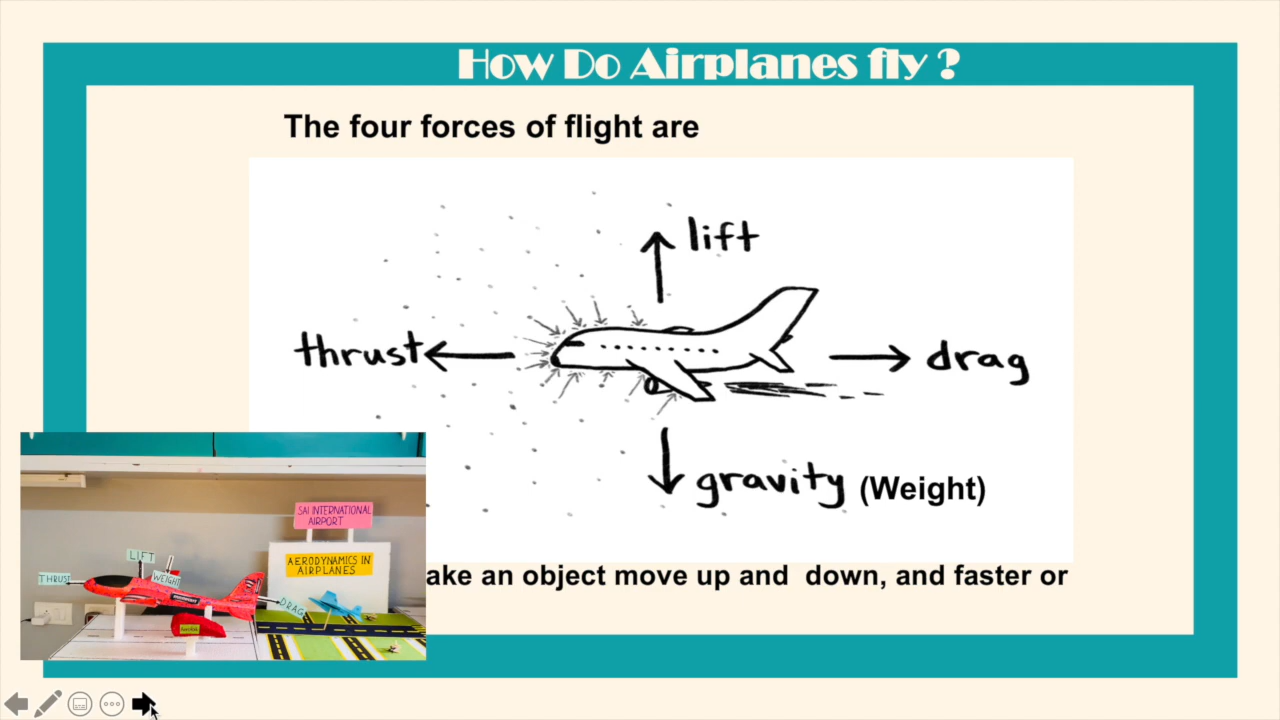 How Do Airplanes fly ?
The four forces of flight are
lift
thrust
drag
gravity (Weight)
ake an object move up and down, and faster or
SAI INTERNATIONAL
AIRPORT
AERODYNAMICS IN
AIRPLANES
LIFT
THRUST
WEIGHT
DRAG